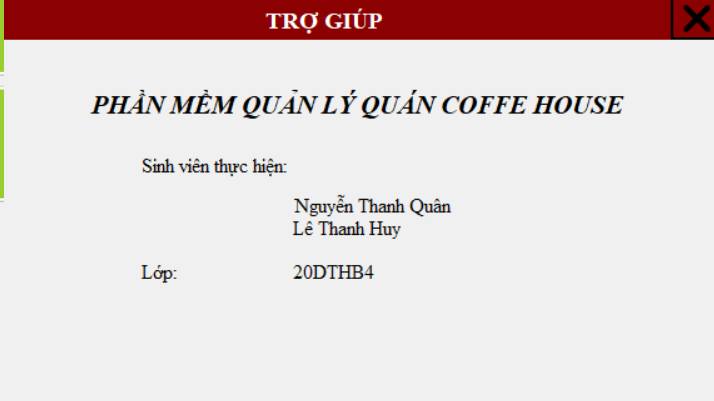 TRỢ GIÚP
PHẦN MỀM QUẢN LÝ QUÁN COFFE HOUSE
Sinh viên thực hiện:
Nguyễn Thanh Quân
Lê Thanh Huy
Lớp: 20DTHB4